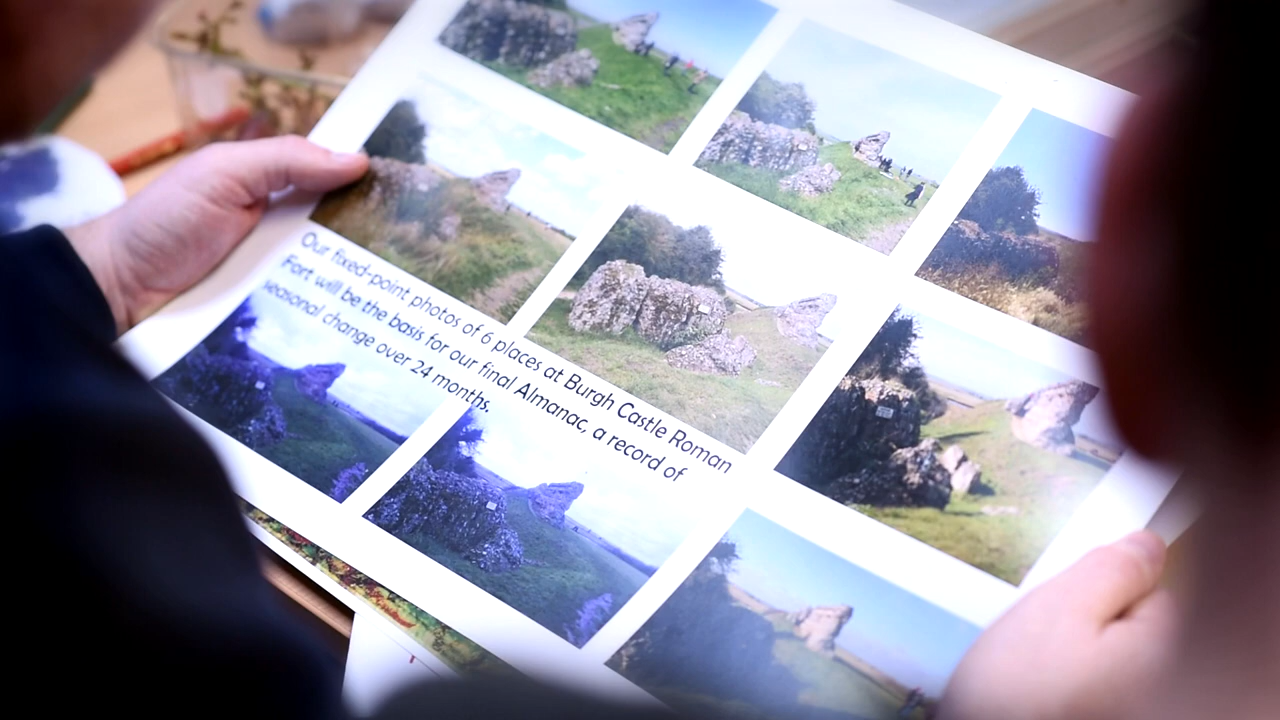 Our fixed-point photos of 6 places at Burgh Castle Roman
Fort will be the basis for our final Almanac, a record of
seasonal change over 24 months.